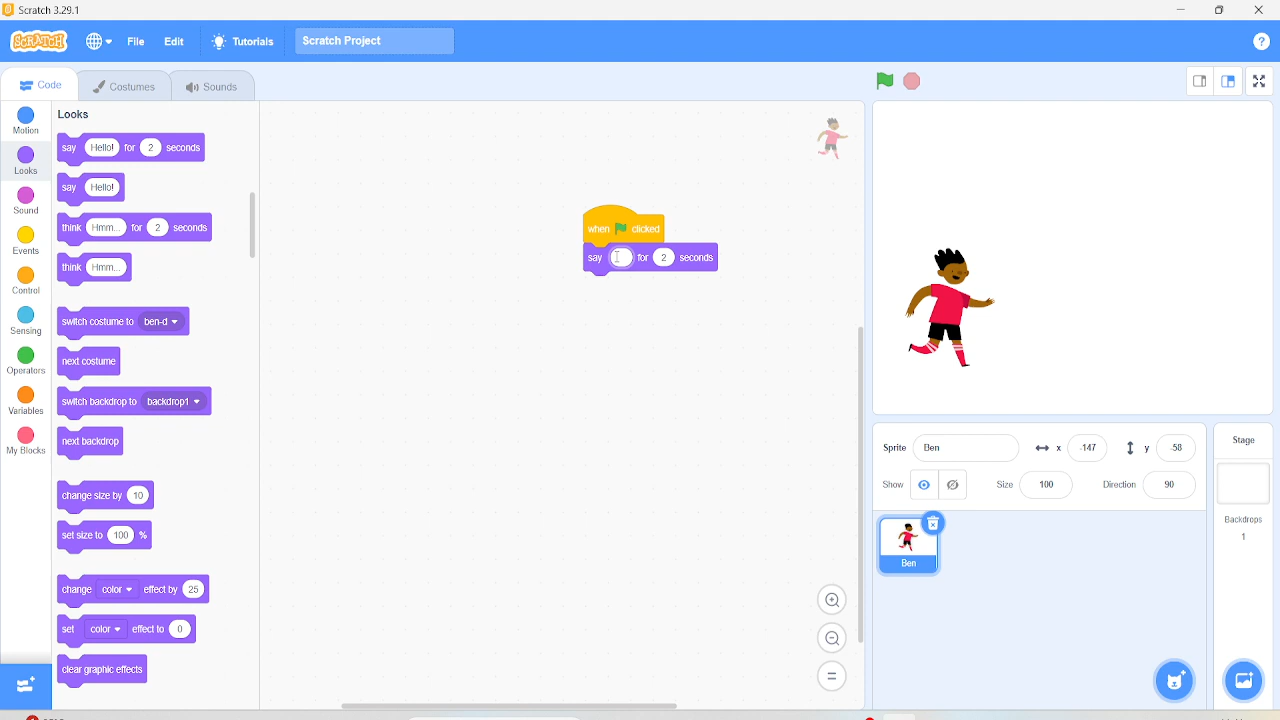 Scratch 3.29.1
SCRATCH File Edit Tutorials Scratch Project ?
Code Costumes Sounds
Motion
Looks
Sound
Events
Control
Sensing
Operators
Variables
My Blocks
Looks
say Hello! for 2 seconds
say Hello!
think Hmm... for 2 seconds
think Hmm...
switch costume to ben-d
next costume
switch backdrop to backdrop1
next backdrop
change size by 10
set size to 100 %
change color effect by 25
set color effect to 0
clear graphic effects
when clicked
say for 2 seconds
Sprite Ben x -147 y -58
Show Size 100 Direction 90
Ben
Stage
Backdrops
1